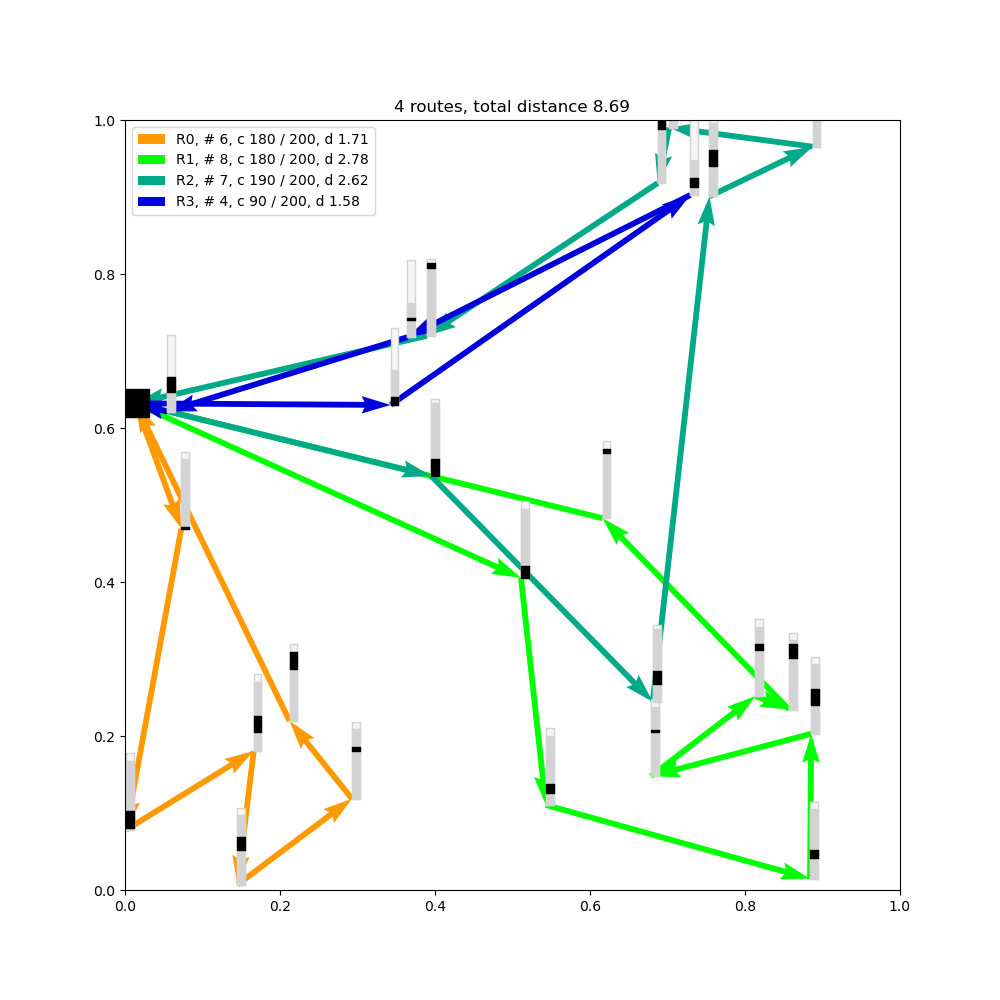 4 routes, total distance 8.69
R0, # 6, c 180 / 200, d 1.71
R1, # 8, c 180 / 200, d 2.78
R2, # 7, c 190 / 200, d 2.62
R3, # 4, c 90 / 200, d 1.58
1.0
0.8
0.6
0.4
0.2
0.0
0.0 0.2 0.4 0.6 0.8 1.0